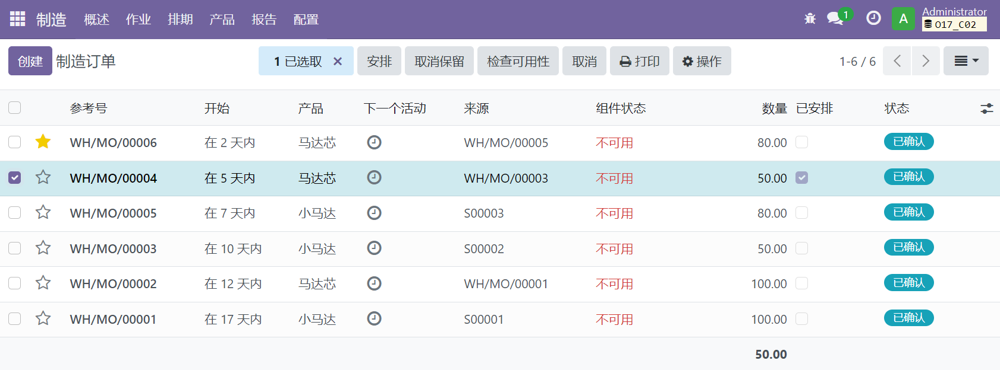 制造 概述 作业 排期 产品 报告 配置 1 A Administrator
O17_C02
创建 制造订单 1 已选取 安排 取消保留 检查可用性 取消 打印 操作 1-6 / 6
参考号 开始 产品 下一个活动 来源 组件状态 数量 已安排 状态
WH/MO/00006 在 2 天内 马达芯 WH/MO/00005 不可用 80.00 已确认
WH/MO/00004 在 5 天内 马达芯 WH/MO/00003 不可用 50.00 已确认
WH/MO/00005 在 7 天内 小马达 S00003 不可用 80.00 已确认
WH/MO/00003 在 10 天内 小马达 S00002 不可用 50.00 已确认
WH/MO/00002 在 12 天内 马达芯 WH/MO/00001 不可用 100.00 已确认
WH/MO/00001 在 17 天内 小马达 S00001 不可用 100.00 已确认
50.00